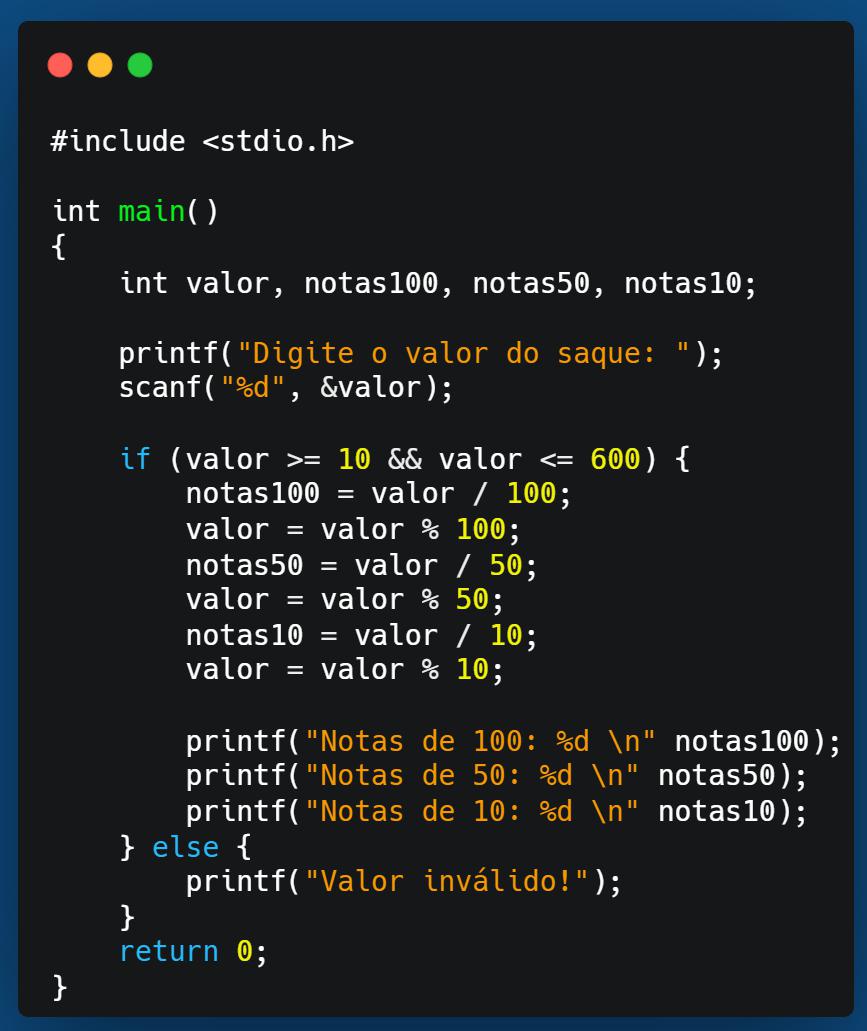 #include <stdio.h>

int main()
{
    int valor, notas100, notas50, notas10;

    printf("Digite o valor do saque: ");
    scanf("%d", &valor);

    if (valor >= 10 && valor <= 600) {
        notas100 = valor / 100;
        valor = valor % 100;
        notas50 = valor / 50;
        valor = valor % 50;
        notas10 = valor / 10;
        valor = valor % 10;

        printf("Notas de 100: %d \n" notas100);
        printf("Notas de 50: %d \n" notas50);
        printf("Notas de 10: %d \n" notas10);
    } else {
        printf("Valor inválido!");
    }
    return 0;
}